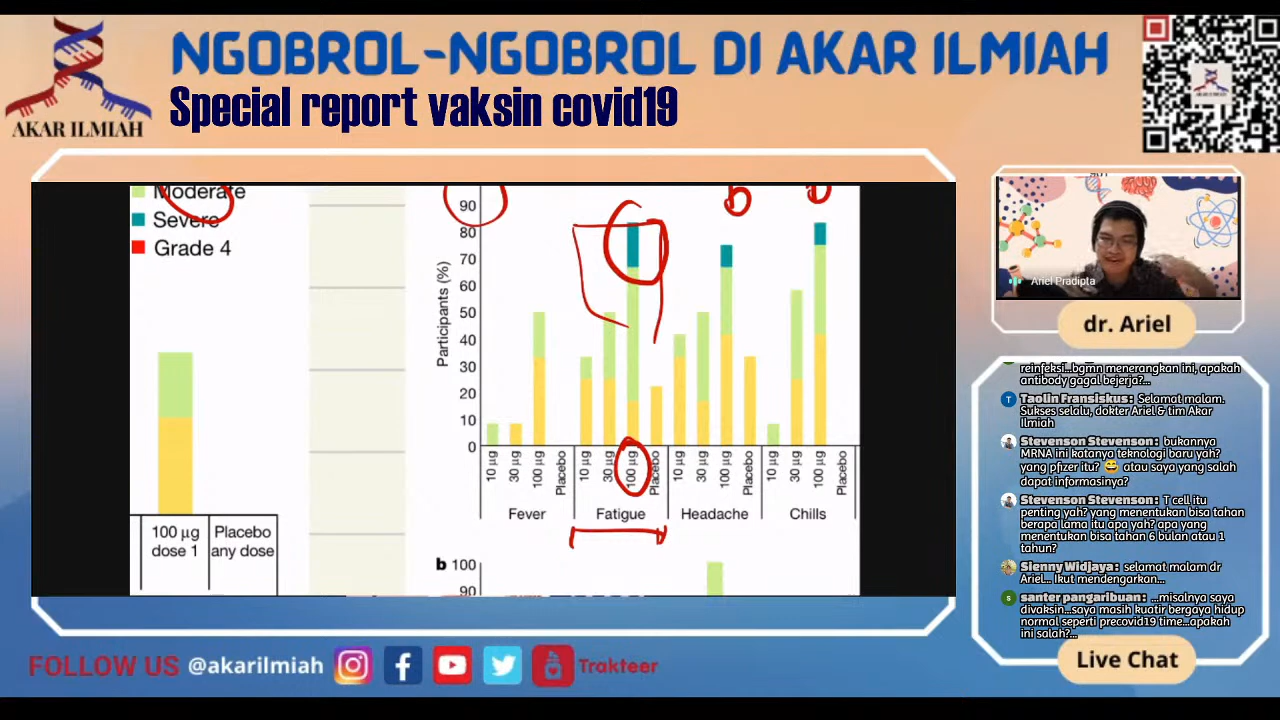 NGOBROL-NGOBROL DI AKAR ILMIAH
Special report vaksin covid19
AKAR ILMIAH
Moderate
Severe
Grade 4
100 µg
dose 1
Placebo
any dose
Participants (%)
90
80
70
60
50
40
30
20
10
0
10 µg
30 µg
100 µg
Placebo
10 µg
30 µg
100 µg
Placebo
10 µg
30 µg
100 µg
Placebo
10 µg
30 µg
100 µg
Placebo
Fever
Fatigue
Headache
Chills
b 100
90
Ariel Pradipta
dr. Ariel
reinfeksi...bgmn menerangkan ini, apakah
antibody gagal bejerja?...
T
Taolin Fransiskus : Selamat malam.
Sukses selalu, dokter Ariel & tim Akar
Ilmiah
Stevenson Stevenson : bukannya
MRNA ini katanya teknologi baru yah?
yang pfizer itu? 😅 atau saya yang salah
dapat informasinya?
Stevenson Stevenson : T cell itu
penting yah? yang menentukan bisa tahan
berapa lama itu apa yah? apa yang
menentukan bisa tahan 6 bulan atau 1
tahun?
Sienny Widjaya : selamat malam dr
Ariel... Ikut mendengarkan...
s
santer pangaribuan : ...misalnya saya
divaksin...saya masih kuatir bergaya hidup
normal seperti precovid19 time...apakah
ini salah?...
Live Chat
FOLLOW US @akarilmiah
Trakteer